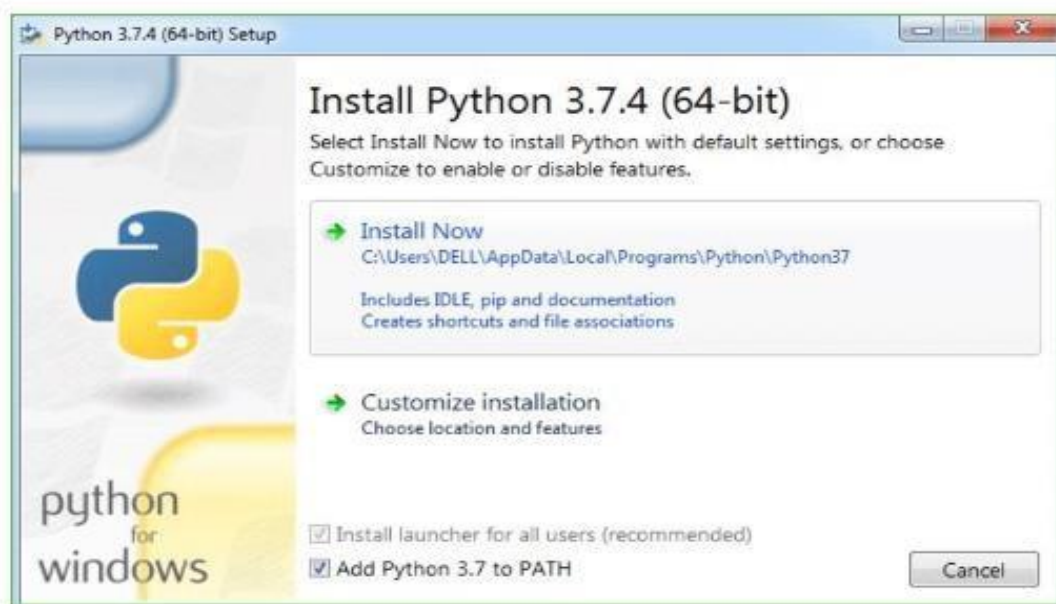 Python 3.7.4 (64-bit) Setup
Install Python 3.7.4 (64-bit)
Select Install Now to install Python with default settings, or choose
Customize to enable or disable features.
Install Now
C:\Users\DELL\AppData\Local\Programs\Python\Python37
Includes IDLE, pip and documentation
Creates shortcuts and file associations
Customize installation
Choose location and features
python
for
windows
Install launcher for all users (recommended)
Add Python 3.7 to PATH
Cancel